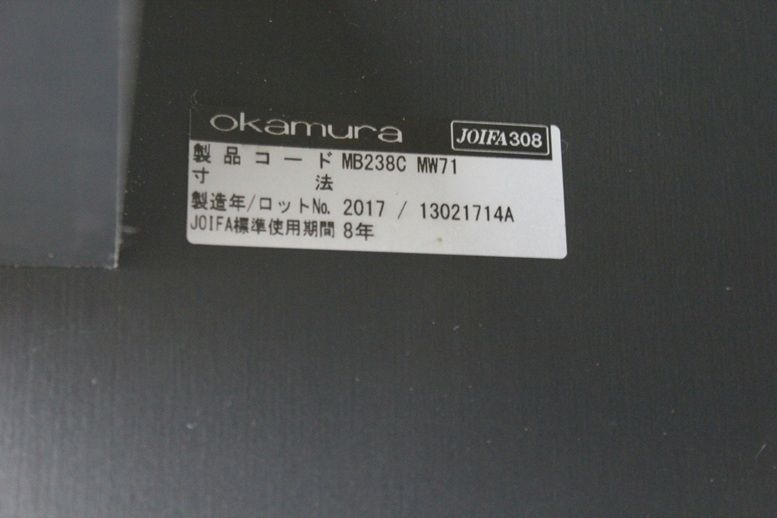 okamura JOIFA308
製品コード MB238C MW71
寸法
製造年/ロットNo. 2017 / 13021714A
JOIFA標準使用期間 8年